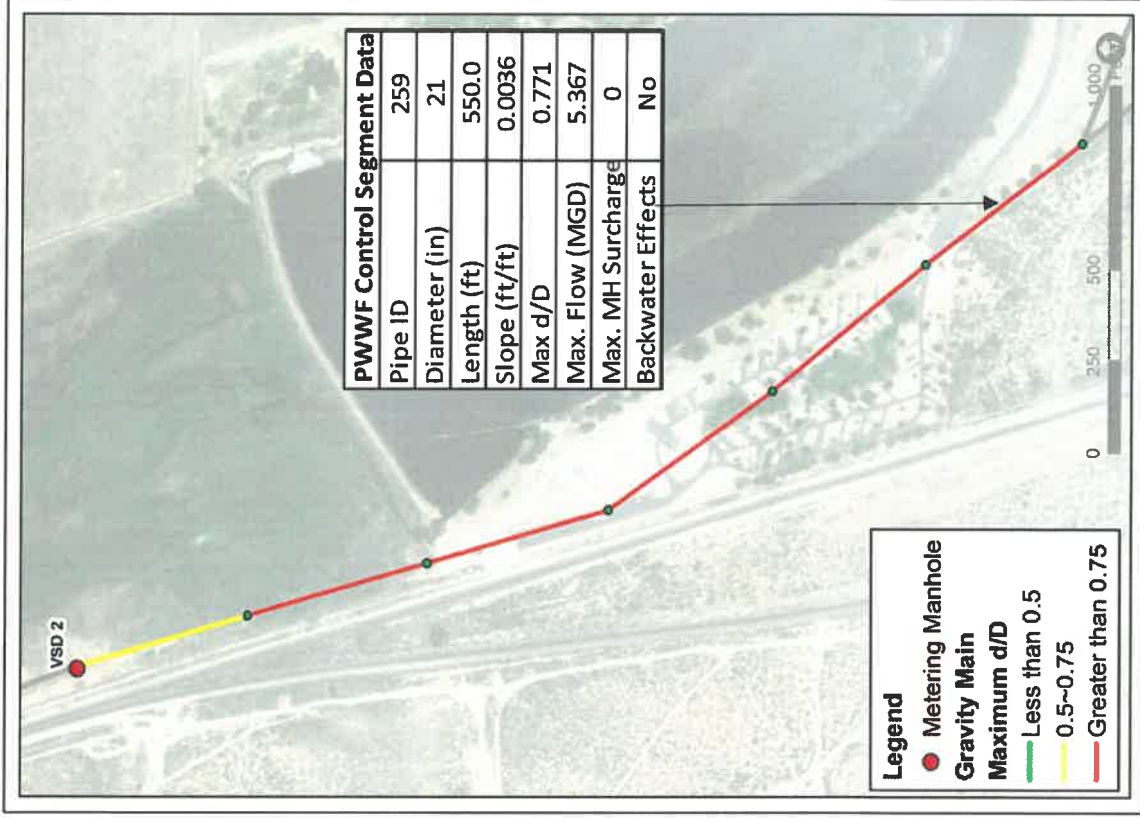 VSD 2
PWWF Control Segment Data
Pipe ID 259
Diameter (in) 21
Length (ft) 550.0
Slope (ft/ft) 0.0036
Max d/D 0.771
Max. Flow (MGD) 5.367
Max. MH Surcharge 0
Backwater Effects No
Legend
Metering Manhole
Gravity Main
Maximum d/D
Less than 0.5
0.5~0.75
Greater than 0.75
0 250 500 1,000